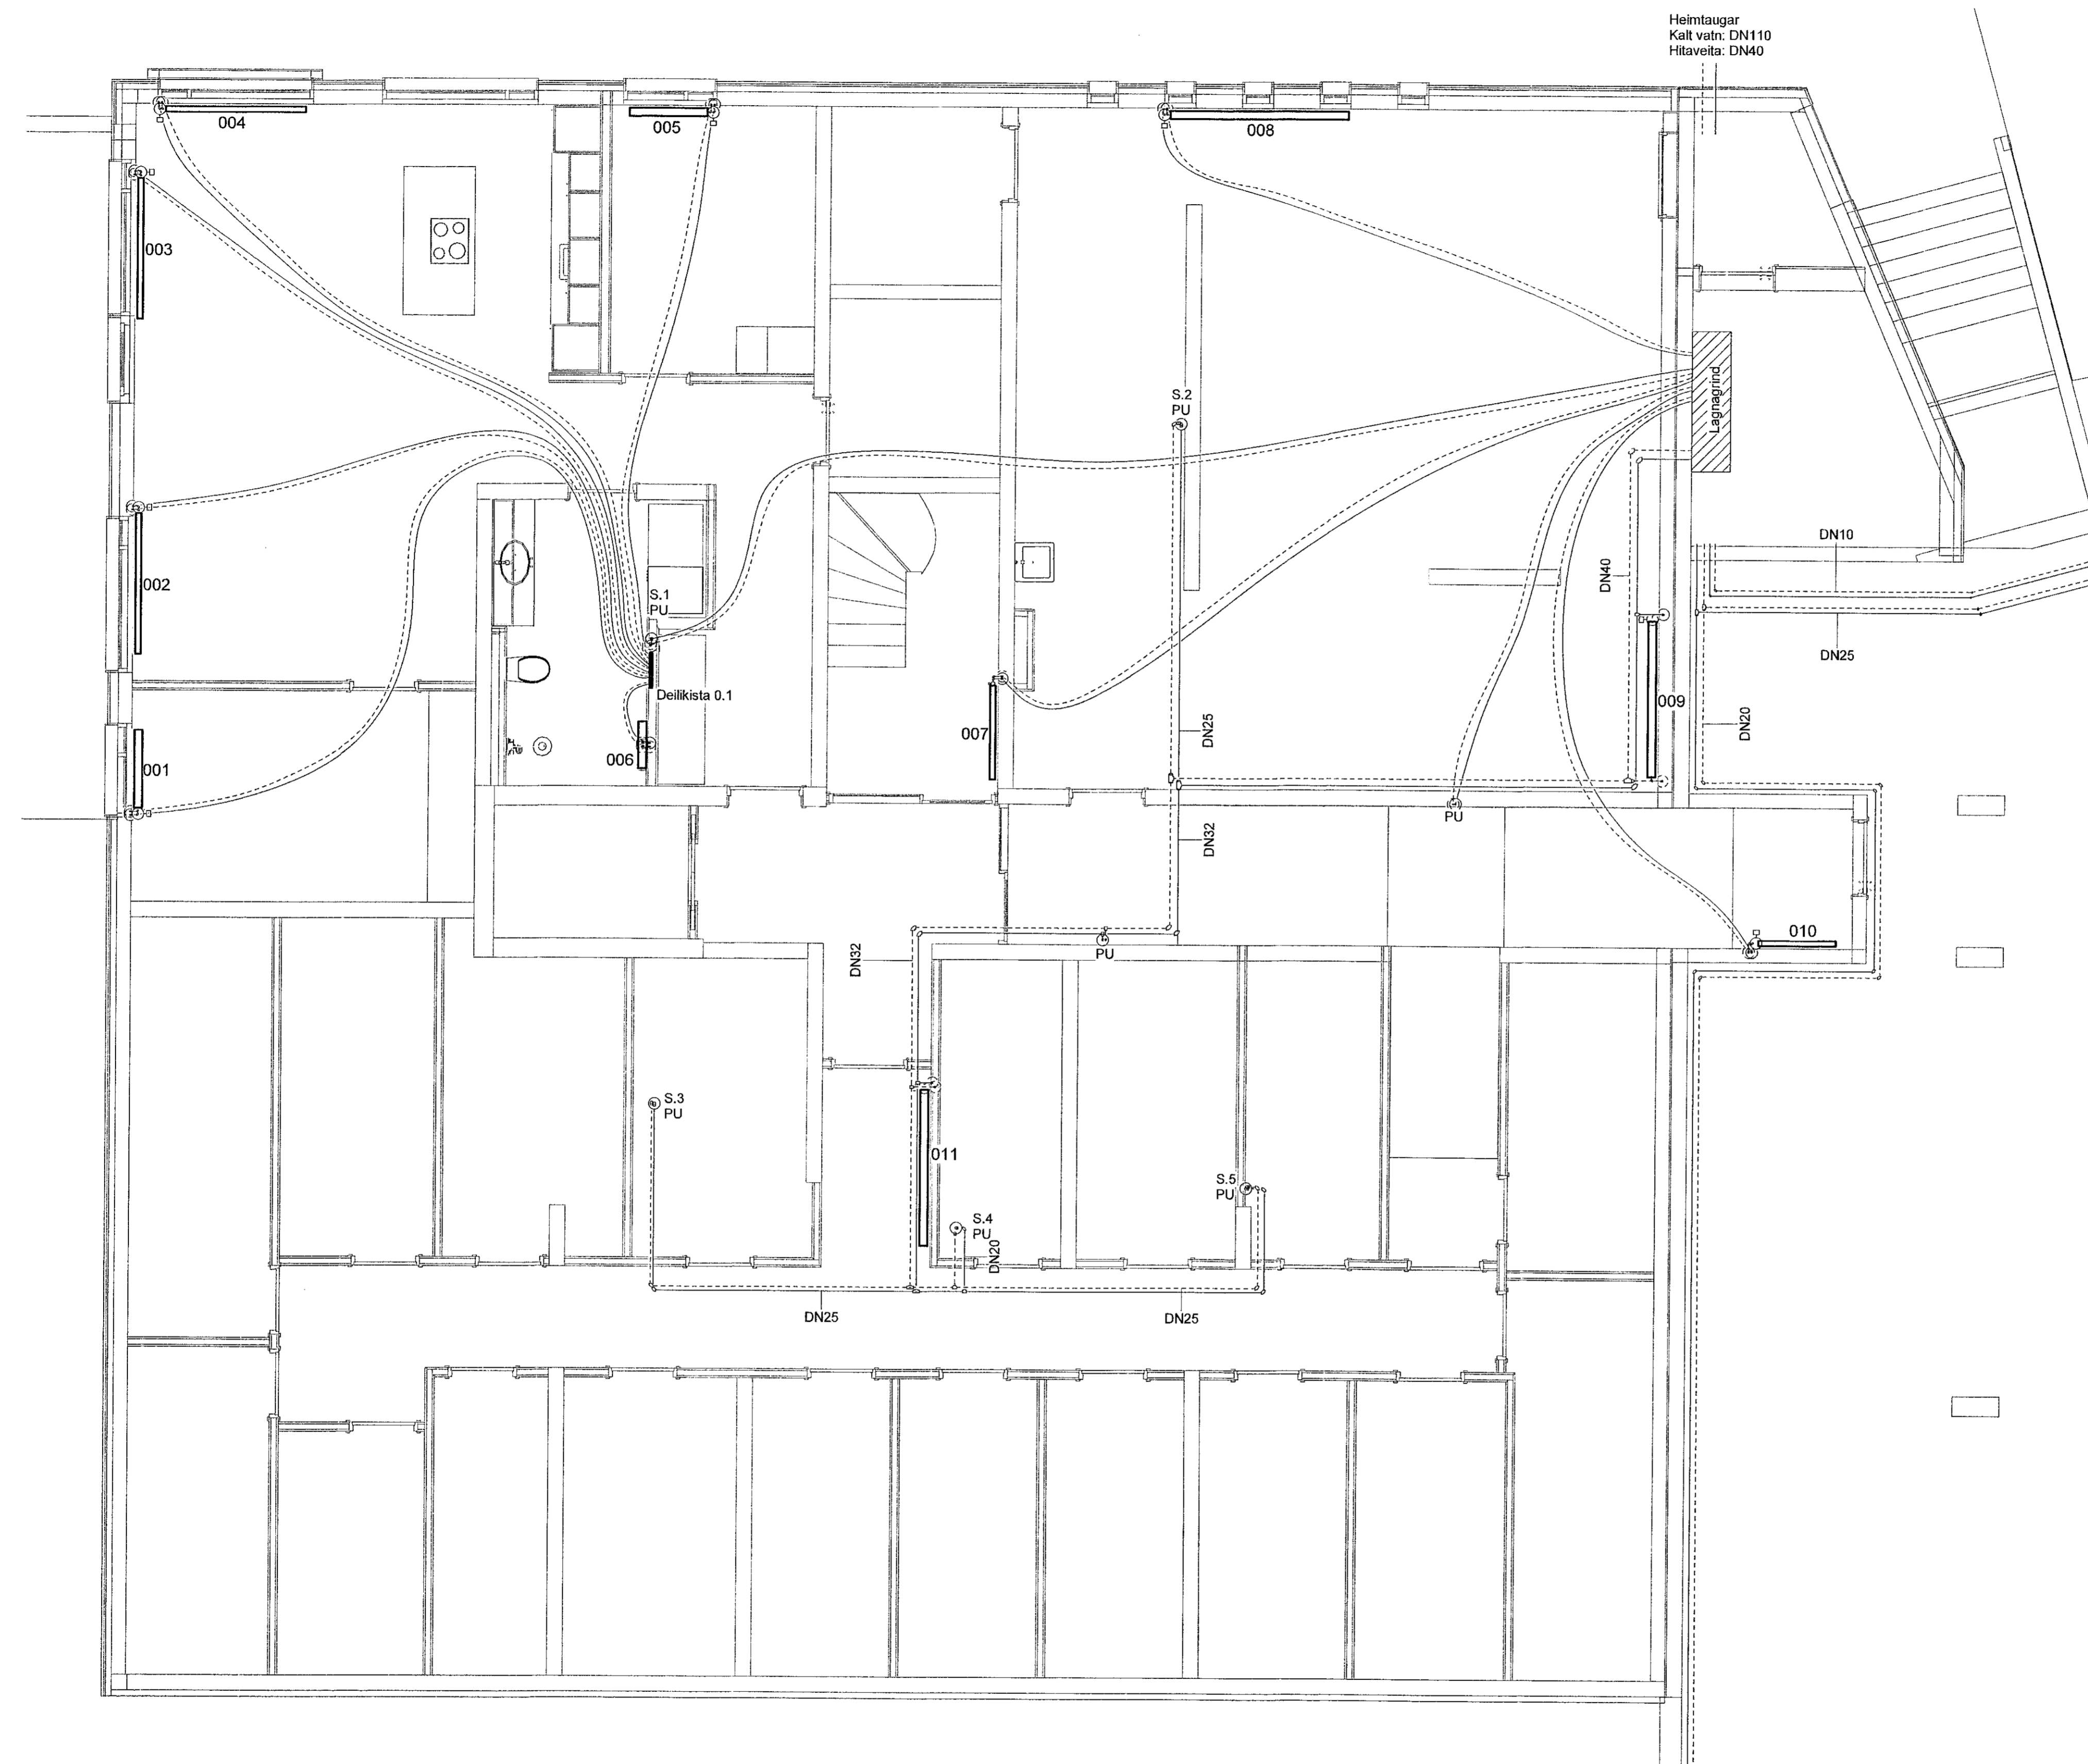 Heimtaugar
Kalt vatn: DN110
Hitaveita: DN40
004
005
008
003
Lagnagrind
S.2
PU
DN10
DN40
002
S.1
PU
DN25
Deilikista 0.1
009
007
DN25
DN20
001
006
PU
DN32
010
DN32
PU
S.3
PU
011
S.5
PU
S.4
PU
DN20
DN25
DN25